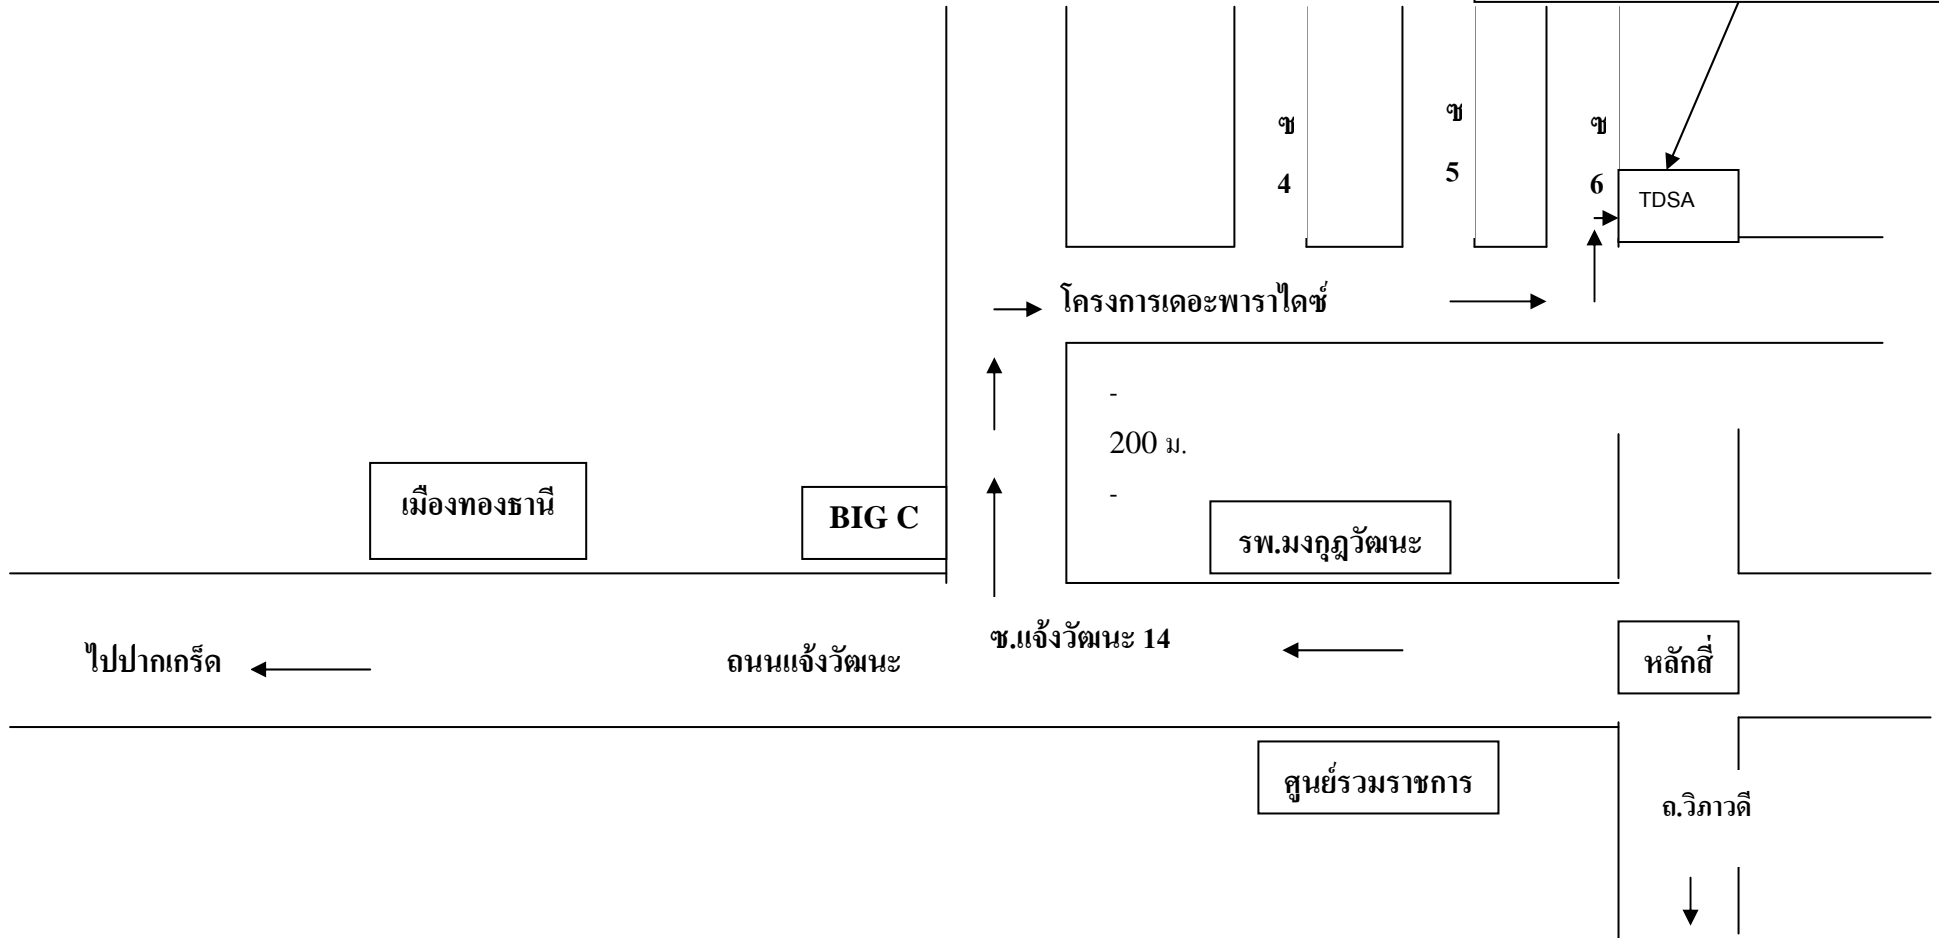 ซ
4
ซ
5
ซ
6
TDSA
โครงการเดอะพาราไดซ์
-
200 ม.
-
เมืองทองธานี
BIG C
รพ.มงกุฎวัฒนะ
ไปปากเกร็ด
ถนนแจ้งวัฒนะ
ซ.แจ้งวัฒนะ 14
หลักสี่
ศูนย์รวมราชการ
ถ.วิภาวดี